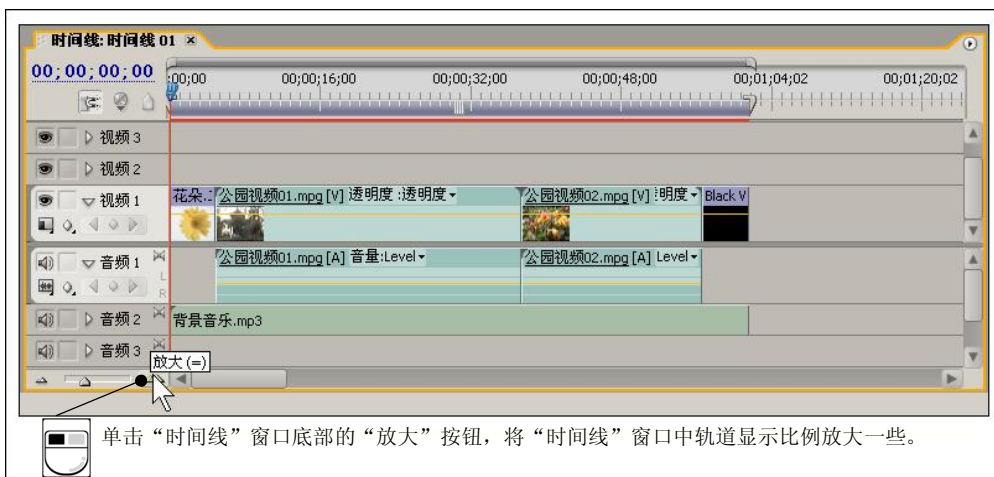 时间线: 时间线 01 ×
00;00;00;00
;00;00 00;00;16;00 00;00;32;00 00;00;48;00 00;01;04;02 00;01;20;02
视频 3
视频 2
视频 1 花朵.: 公园视频01.mpg [V] 透明度 :透明度 公园视频02.mpg [V] :明度 Black V
音频 1 公园视频01.mpg [A] 音量:Level 公园视频02.mpg [A] Level
L
R
音频 2 背景音乐.mp3
音频 3
放大 (=)
单击“时间线”窗口底部的“放大”按钮，将“时间线”窗口中轨道显示比例放大一些。